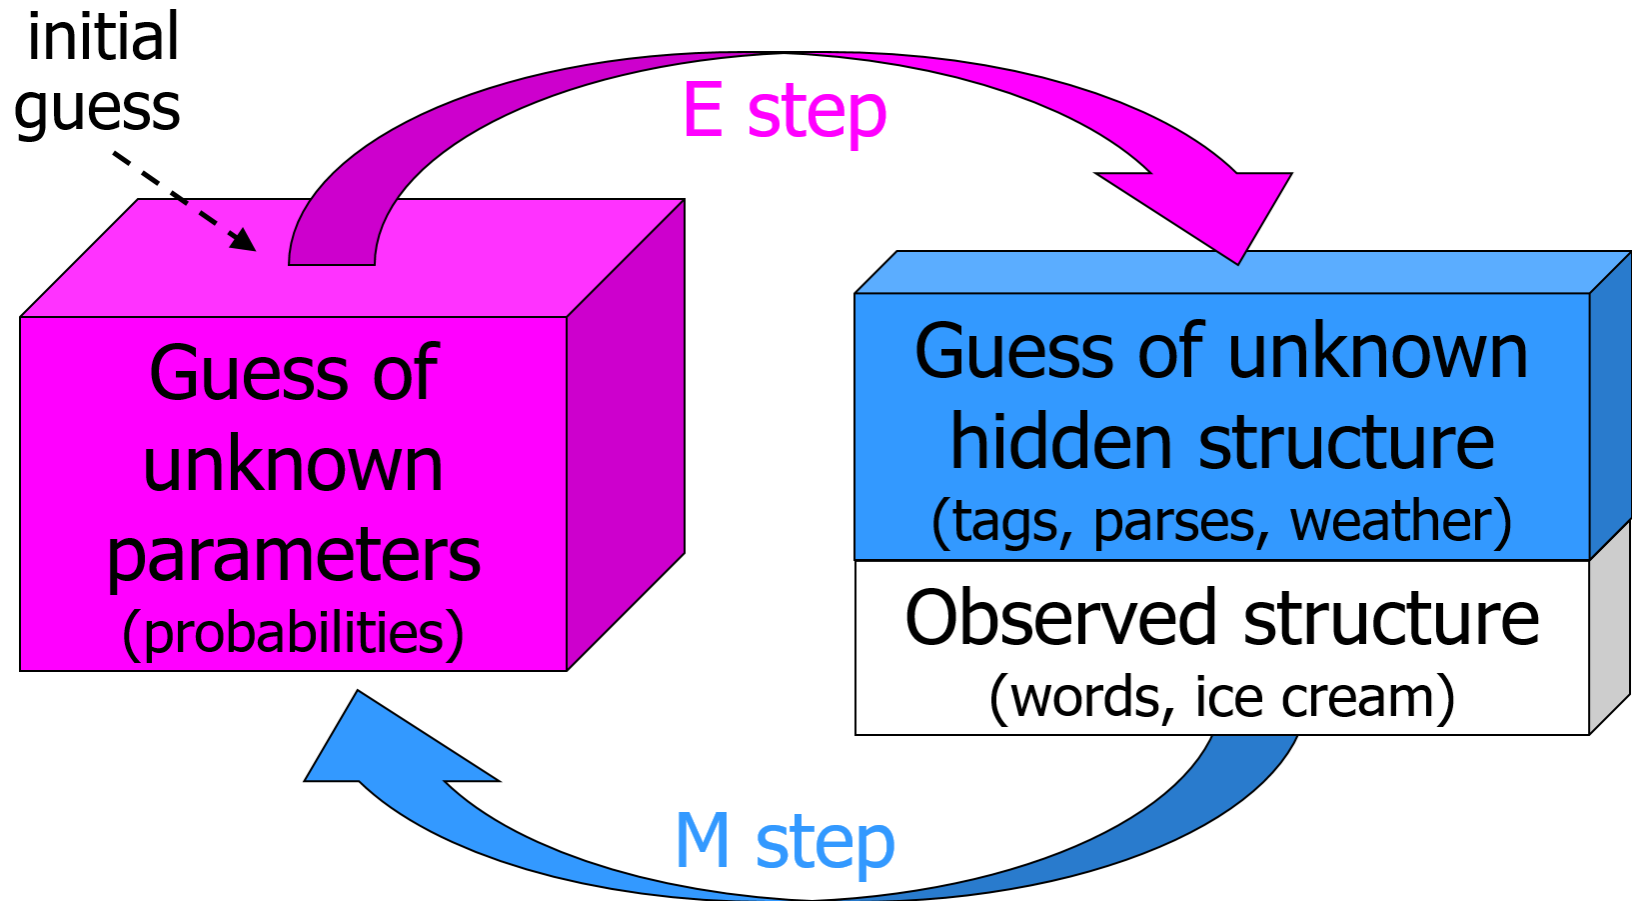 initial
guess
E step
Guess of
unknown
parameters
(probabilities)
Guess of unknown
hidden structure
(tags, parses, weather)
Observed structure
(words, ice cream)
M step